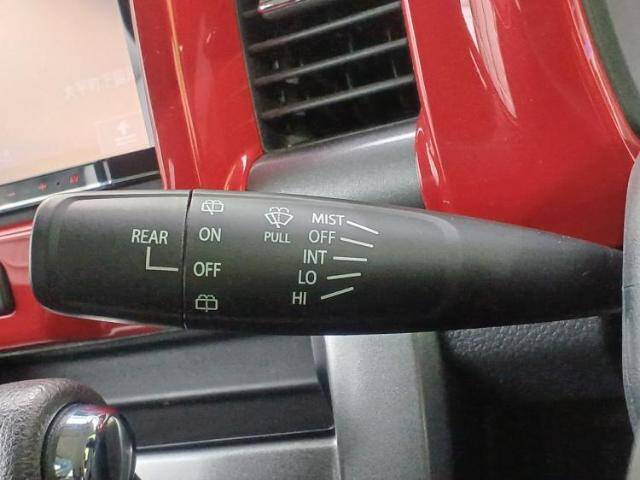 REAR
ON
OFF
PULL
MIST
OFF
INT
LO
HI